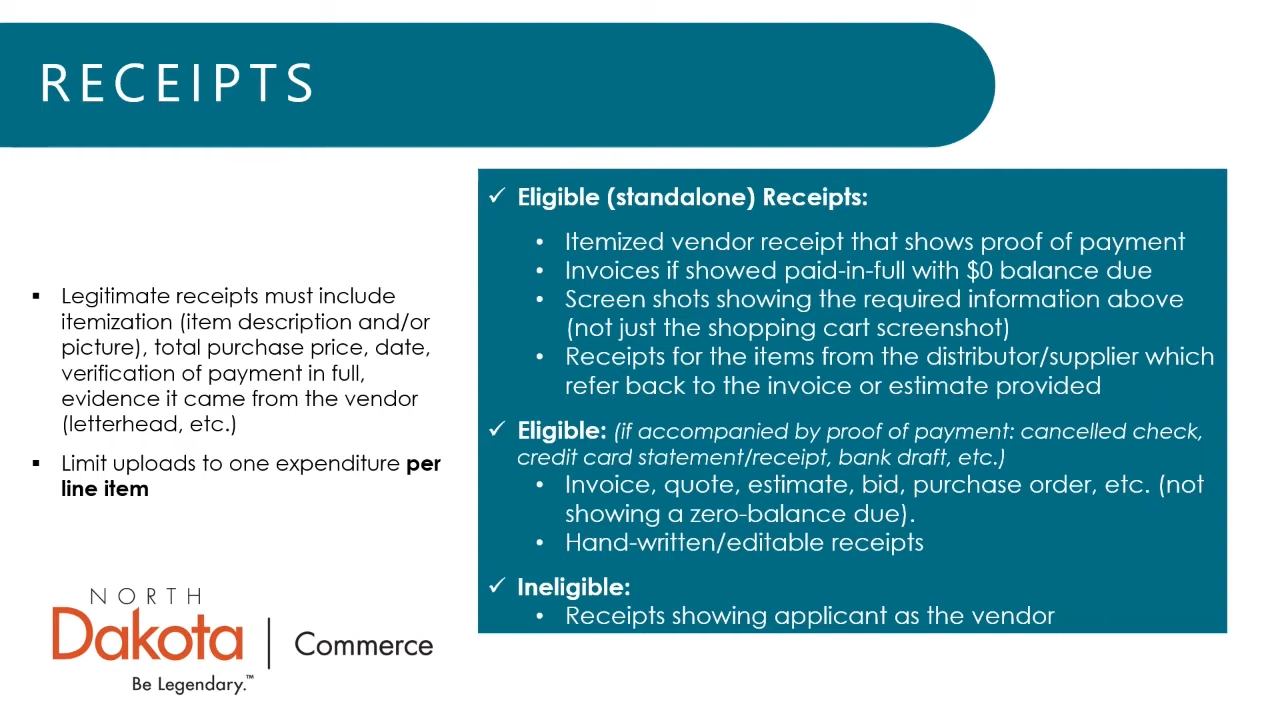 RECEIPTS
▪ Legitimate receipts must include
itemization (item description and/or
picture), total purchase price, date,
verification of payment in full,
evidence it came from the vendor
(letterhead, etc.)
▪ Limit uploads to one expenditure per
line item
✓ Eligible (standalone) Receipts:
• Itemized vendor receipt that shows proof of payment
• Invoices if showed paid-in-full with $0 balance due
• Screen shots showing the required information above
(not just the shopping cart screenshot)
• Receipts for the items from the distributor/supplier which
refer back to the invoice or estimate provided
✓ Eligible: (if accompanied by proof of payment: cancelled check,
credit card statement/receipt, bank draft, etc.)
• Invoice, quote, estimate, bid, purchase order, etc. (not
showing a zero-balance due).
• Hand-written/editable receipts
✓ Ineligible:
• Receipts showing applicant as the vendor
NORTH
Dakota | Commerce
Be Legendary.™